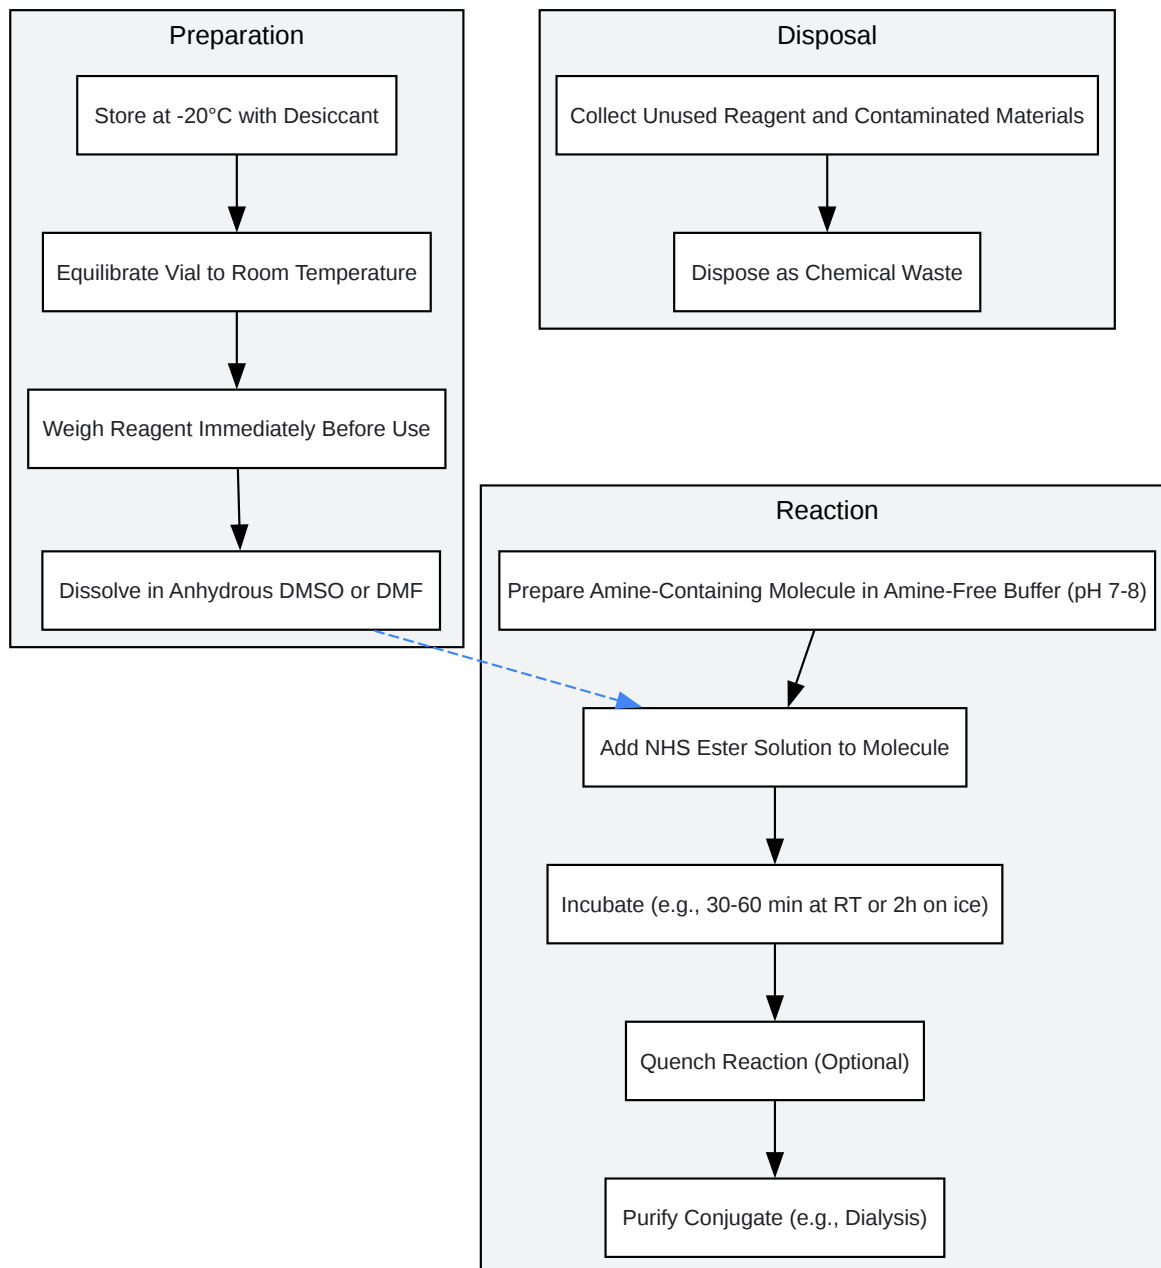 Preparation
Store at -20°C with Desiccant
Equilibrate Vial to Room Temperature
Weigh Reagent Immediately Before Use
Dissolve in Anhydrous DMSO or DMF
Disposal
Collect Unused Reagent and Contaminated Materials
Dispose as Chemical Waste
Reaction
Prepare Amine-Containing Molecule in Amine-Free Buffer (pH 7-8)
Add NHS Ester Solution to Molecule
Incubate (e.g., 30-60 min at RT or 2h on ice)
Quench Reaction (Optional)
Purify Conjugate (e.g., Dialysis)